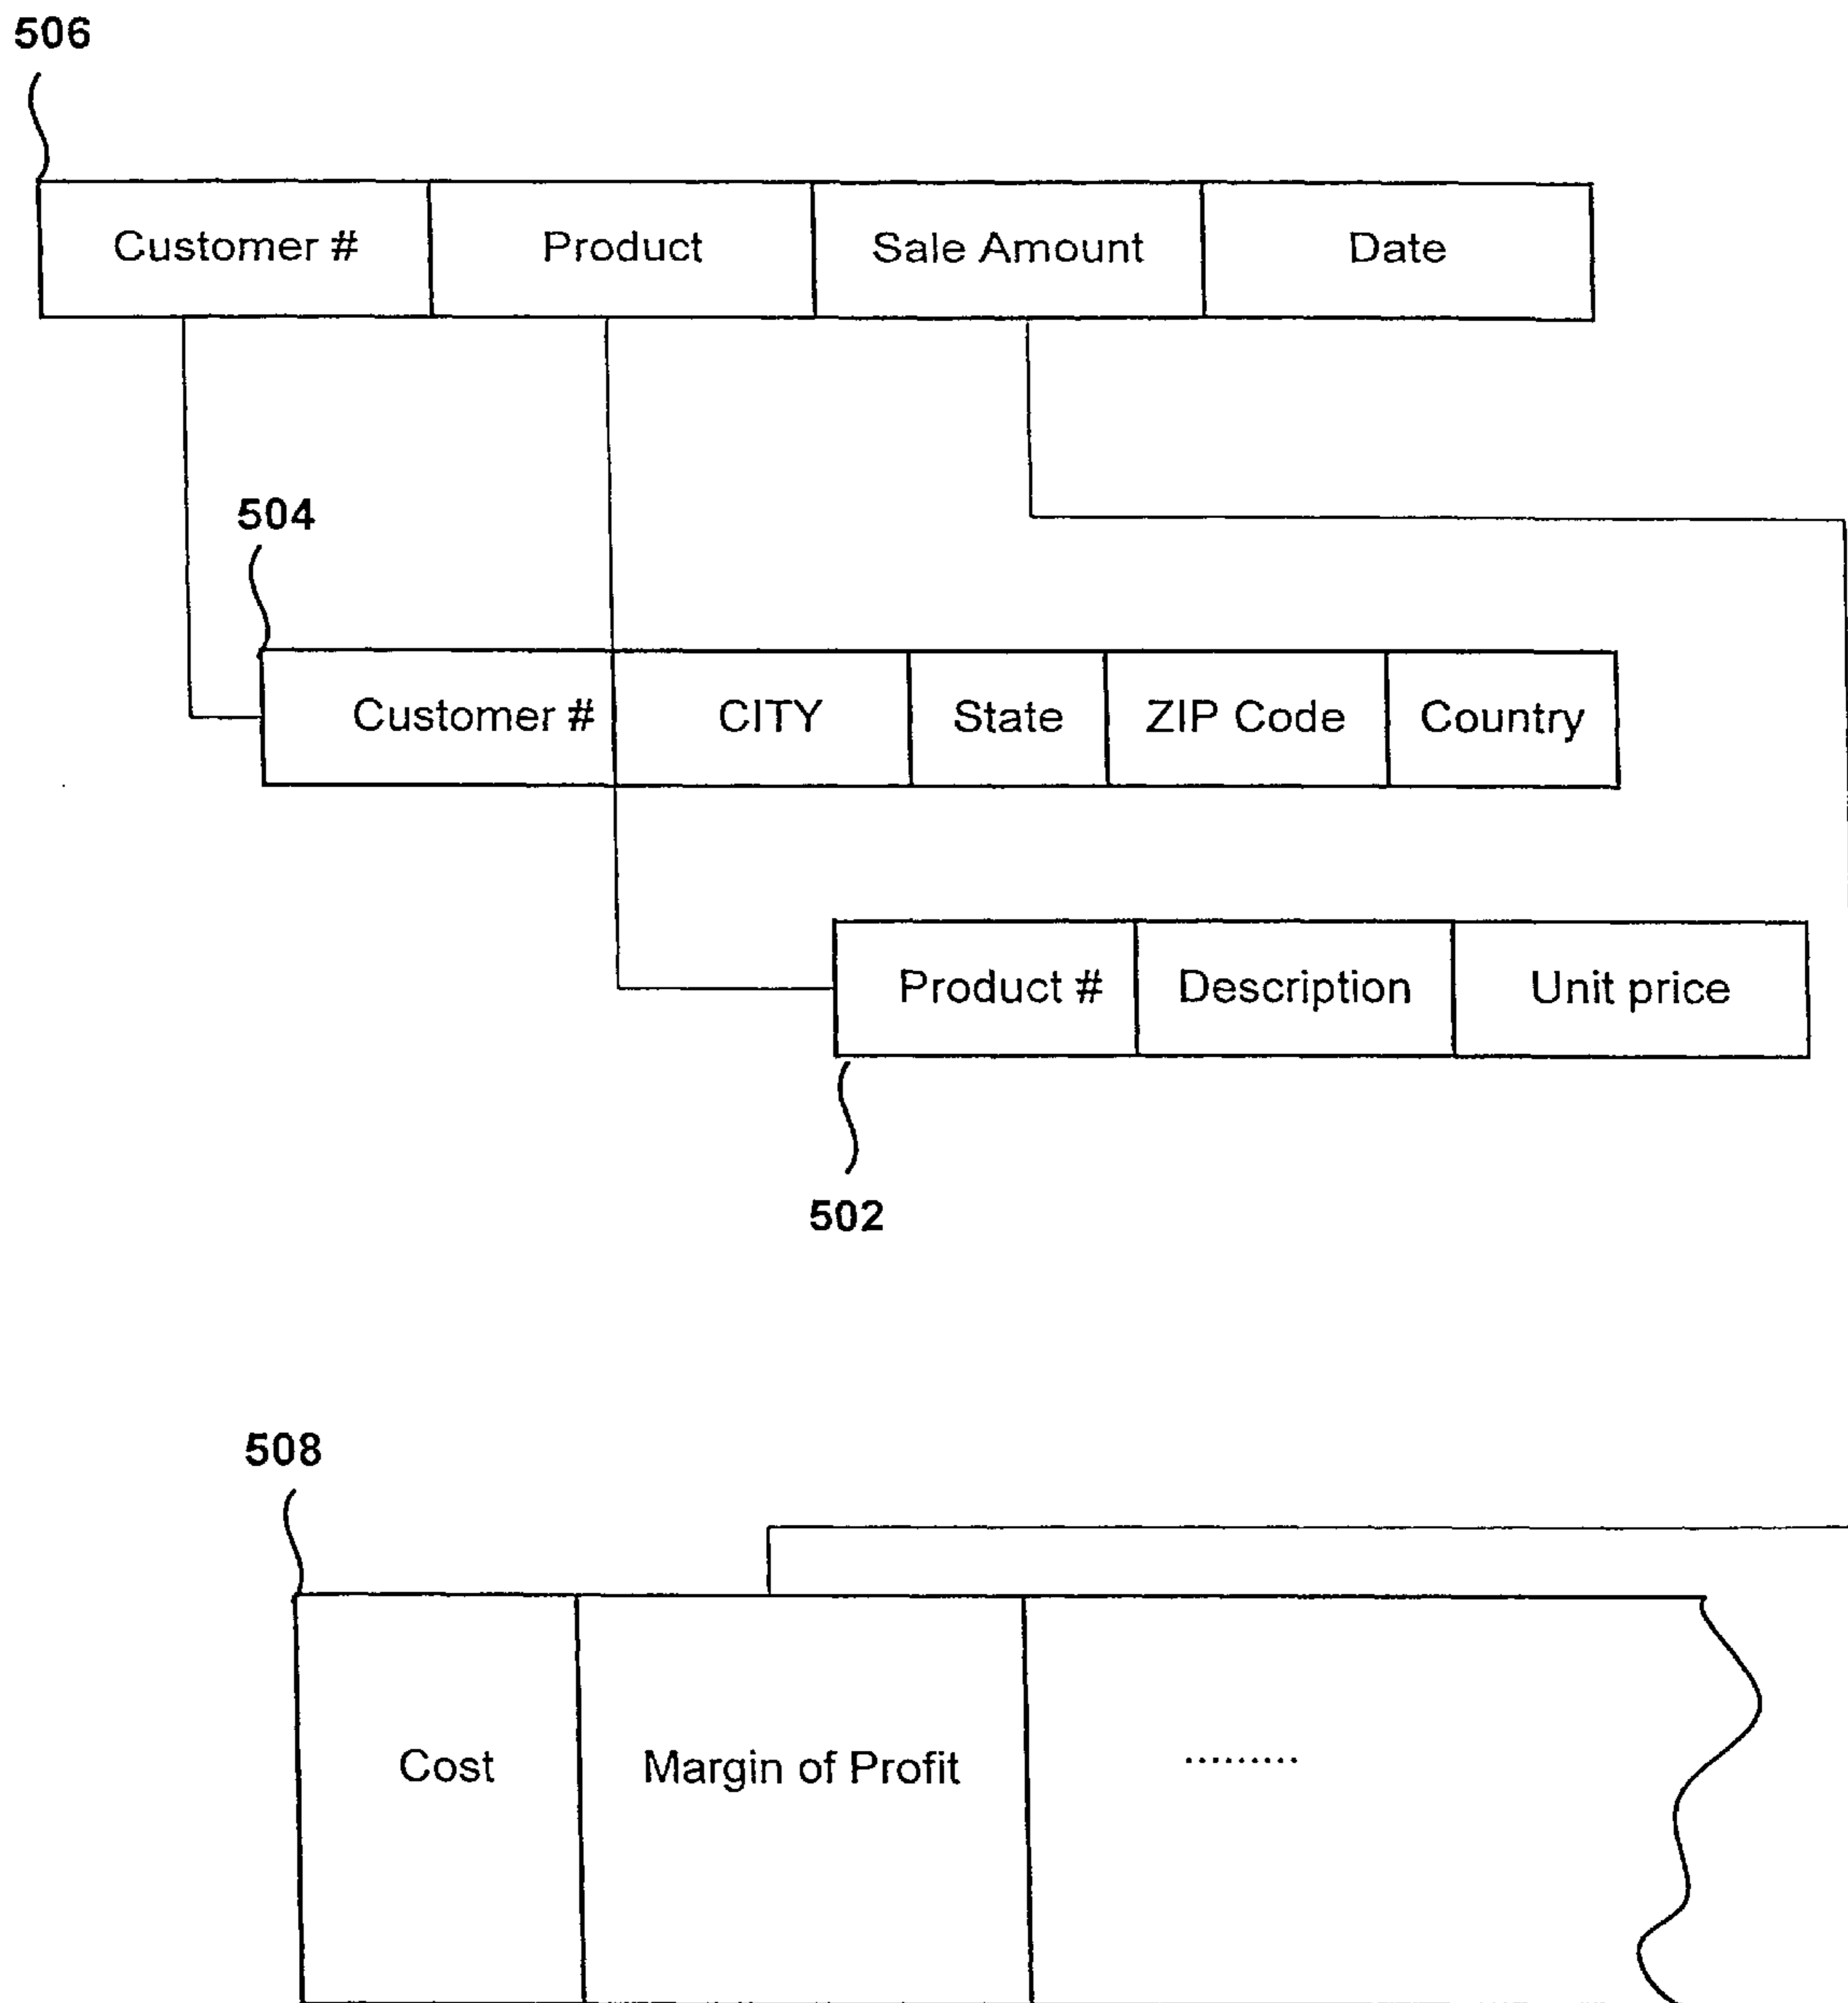 506
Customer # Product Sale Amount Date
504
Customer # CITY State ZIP Code Country
Product # Description Unit price
502
508
Cost Margin of Profit .........